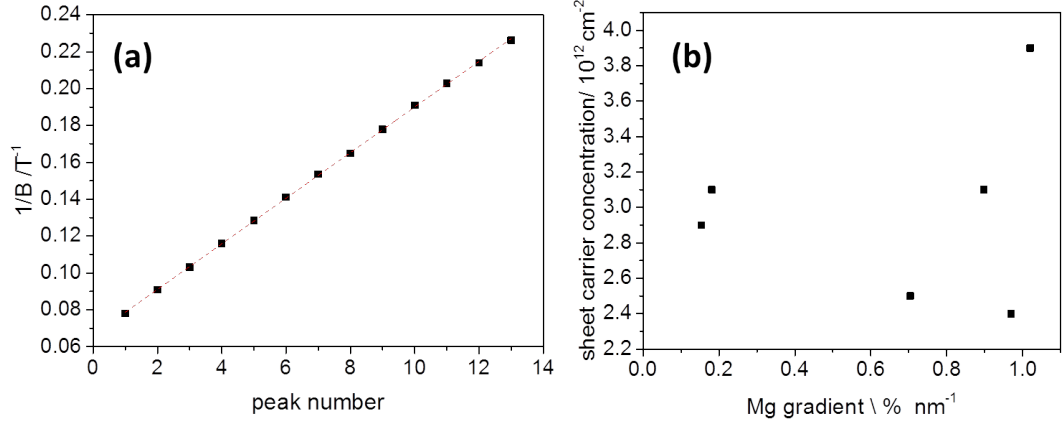 (a)
0.24
0.22
0.20
0.18
0.16
0.14
0.12
0.10
0.08
0.06
1/B /T⁻¹
0 2 4 6 8 10 12 14
peak number
(b)
4.0
3.8
3.6
3.4
3.2
3.0
2.8
2.6
2.4
2.2
sheet carrier concentration/ 10¹² cm⁻²
0.0 0.2 0.4 0.6 0.8 1.0
Mg gradient \ % nm⁻¹